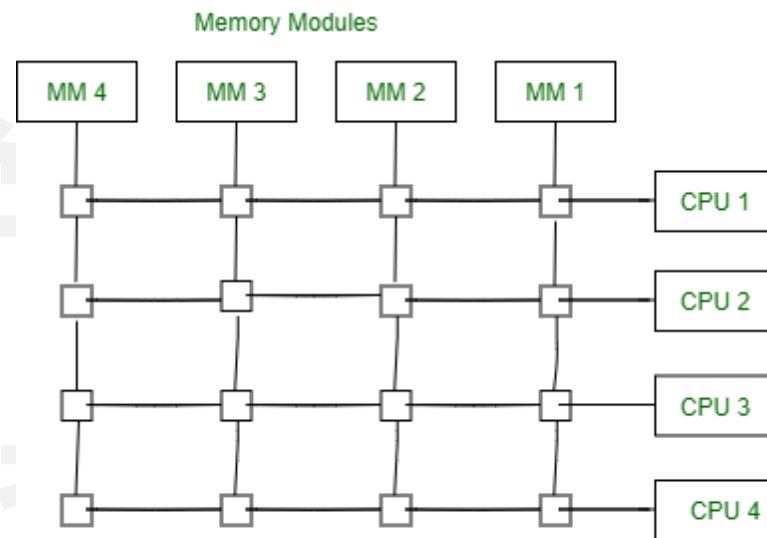 Memory Modules
MM 4 MM 3 MM 2 MM 1
CPU 1
CPU 2
CPU 3
CPU 4